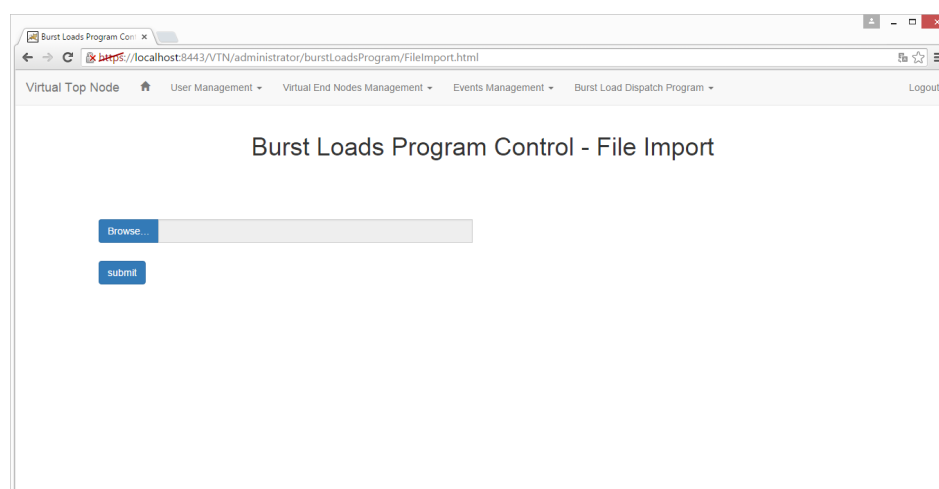 Burst Loads Program Con
https://localhost:8443/VTN/administrator/burstLoadsProgram/FileImport.html
Virtual Top Node User Management Virtual End Nodes Management Events Management Burst Load Dispatch Program Logout
Burst Loads Program Control - File Import
Browse...
submit